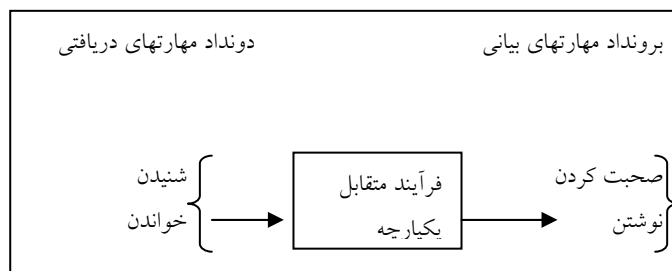 برونداد مهارتهای بیانی
دونداد مهارتهای دریافتی
صحبت کردن
نوشتن
فرآیند متقابل
یکپارچه
شنیدن
خواندن